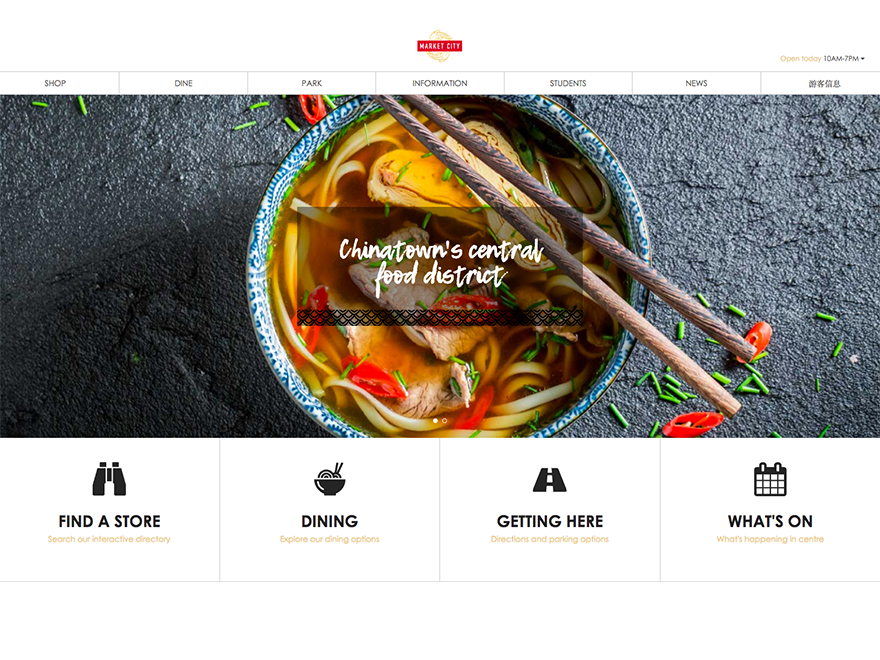 MARKET CITY
Open today 10AM-7PM
SHOP
DINE
PARK
INFORMATION
STUDENTS
NEWS
游客信息
Chinatown's central
food district
FIND A STORE
Search our interactive directory
DINING
Explore our dining options
GETTING HERE
Directions and parking options
WHAT'S ON
What's happening in centre